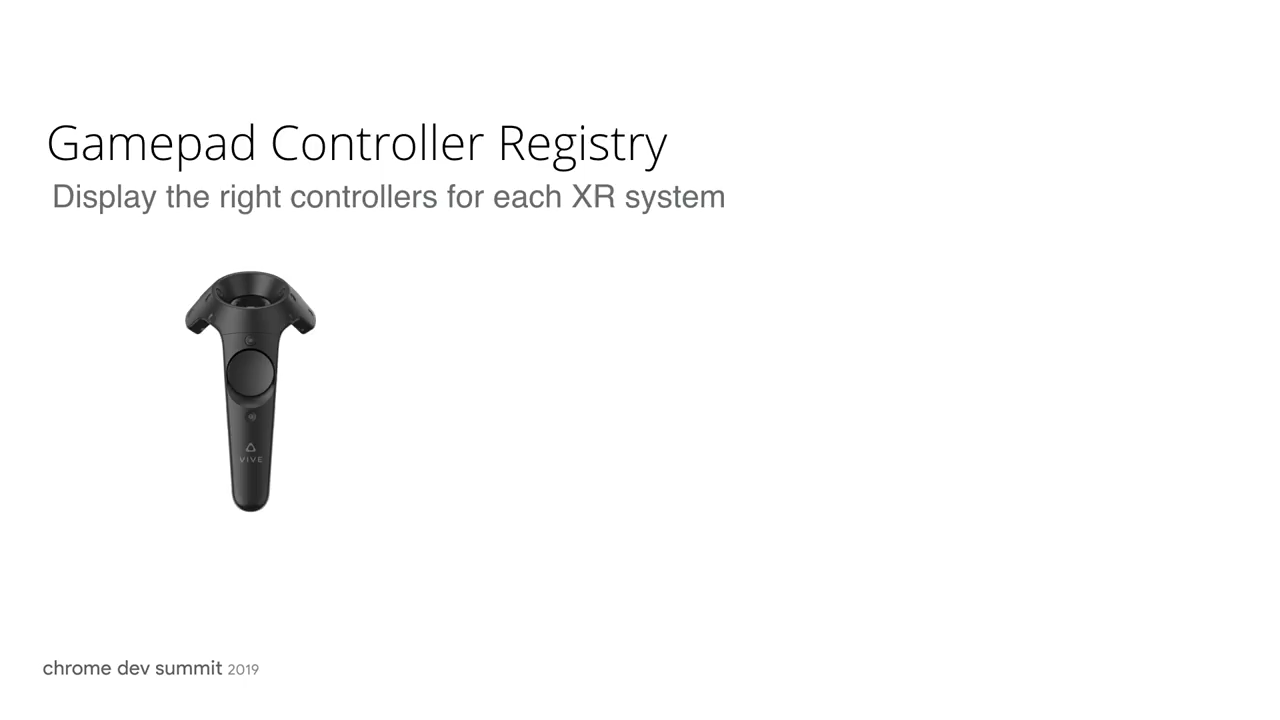 Gamepad Controller Registry
Display the right controllers for each XR system
VIVE
chrome dev summit 2019